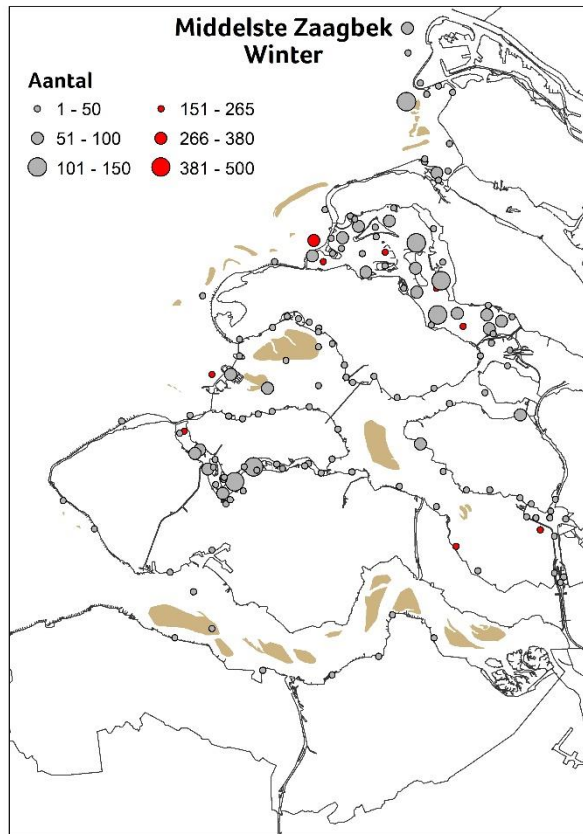 Middelste Zaagbek
Winter
Aantal
1 - 50
51 - 100
101 - 150
151 - 265
266 - 380
381 - 500